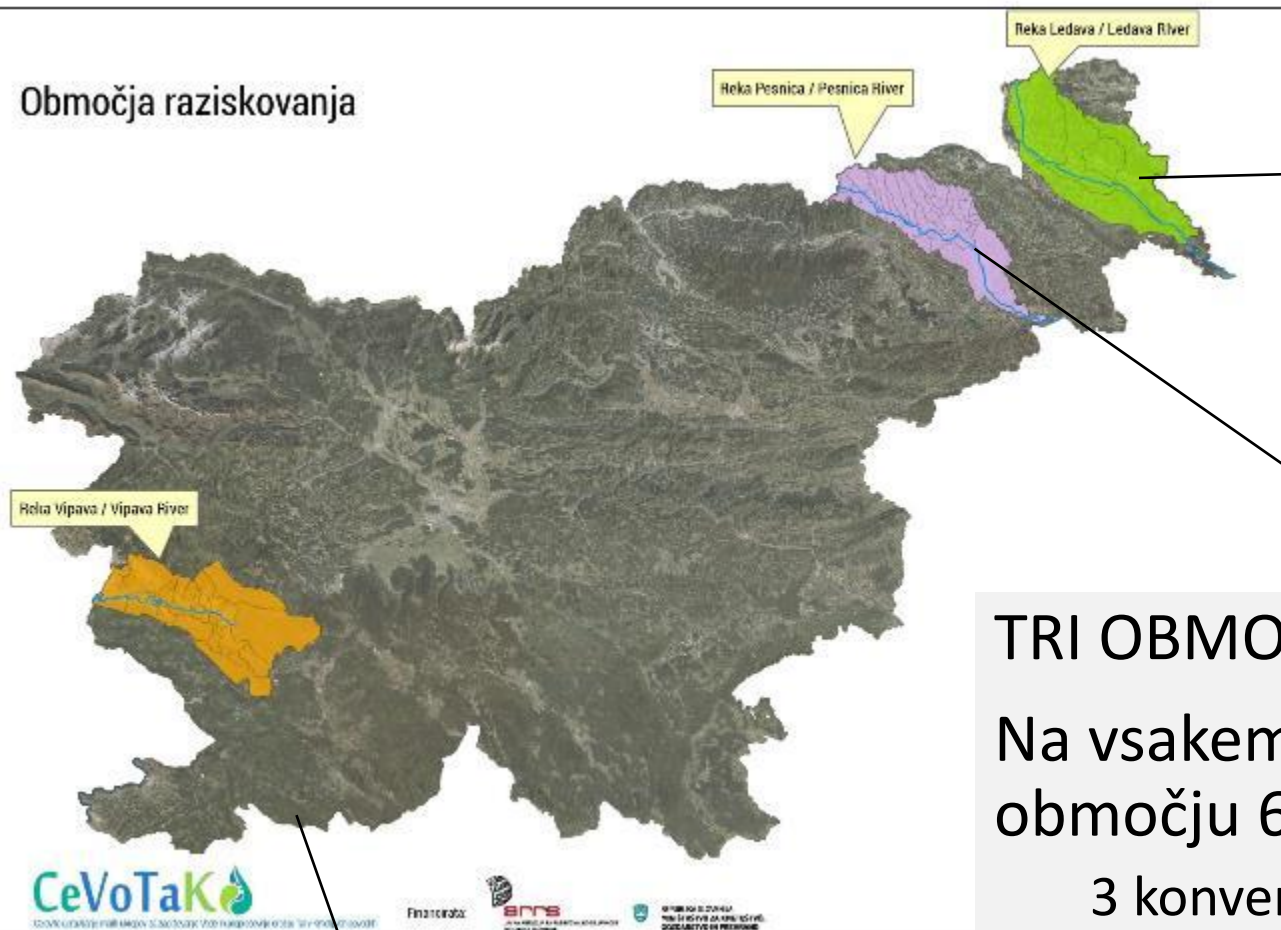 Reka Ledava / Ledava River
Reka Pesnica / Pesnica River
Območja raziskovanja
Reka Vipava / Vipava River
TRI OBMO
Na vsakem
območju 6
3 konver
CeVoTaK
Financirata: